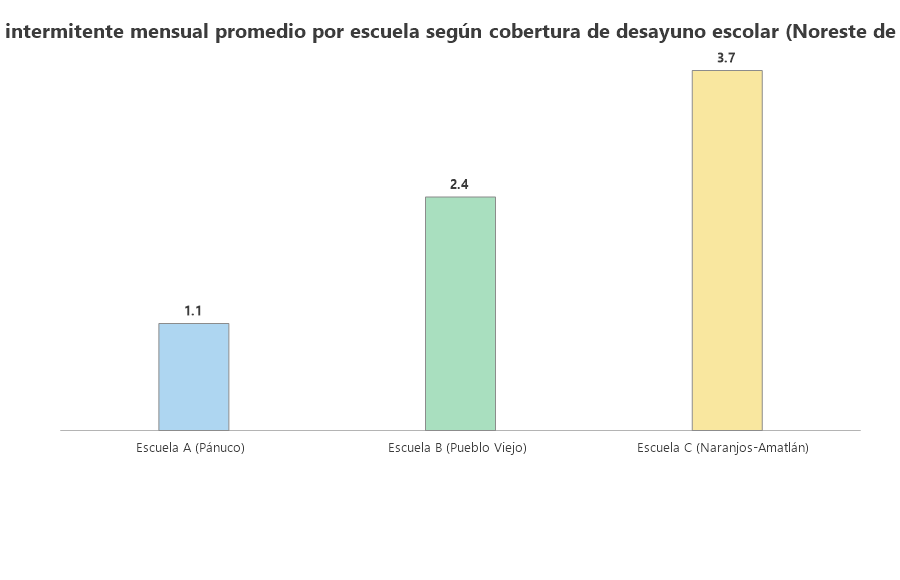 intermitente mensual promedio por escuela según cobertura de desayuno escolar (Noreste de
3.7
2.4
1.1
Escuela A (Pánuco)
Escuela B (Pueblo Viejo)
Escuela C (Naranjos-Amatlán)